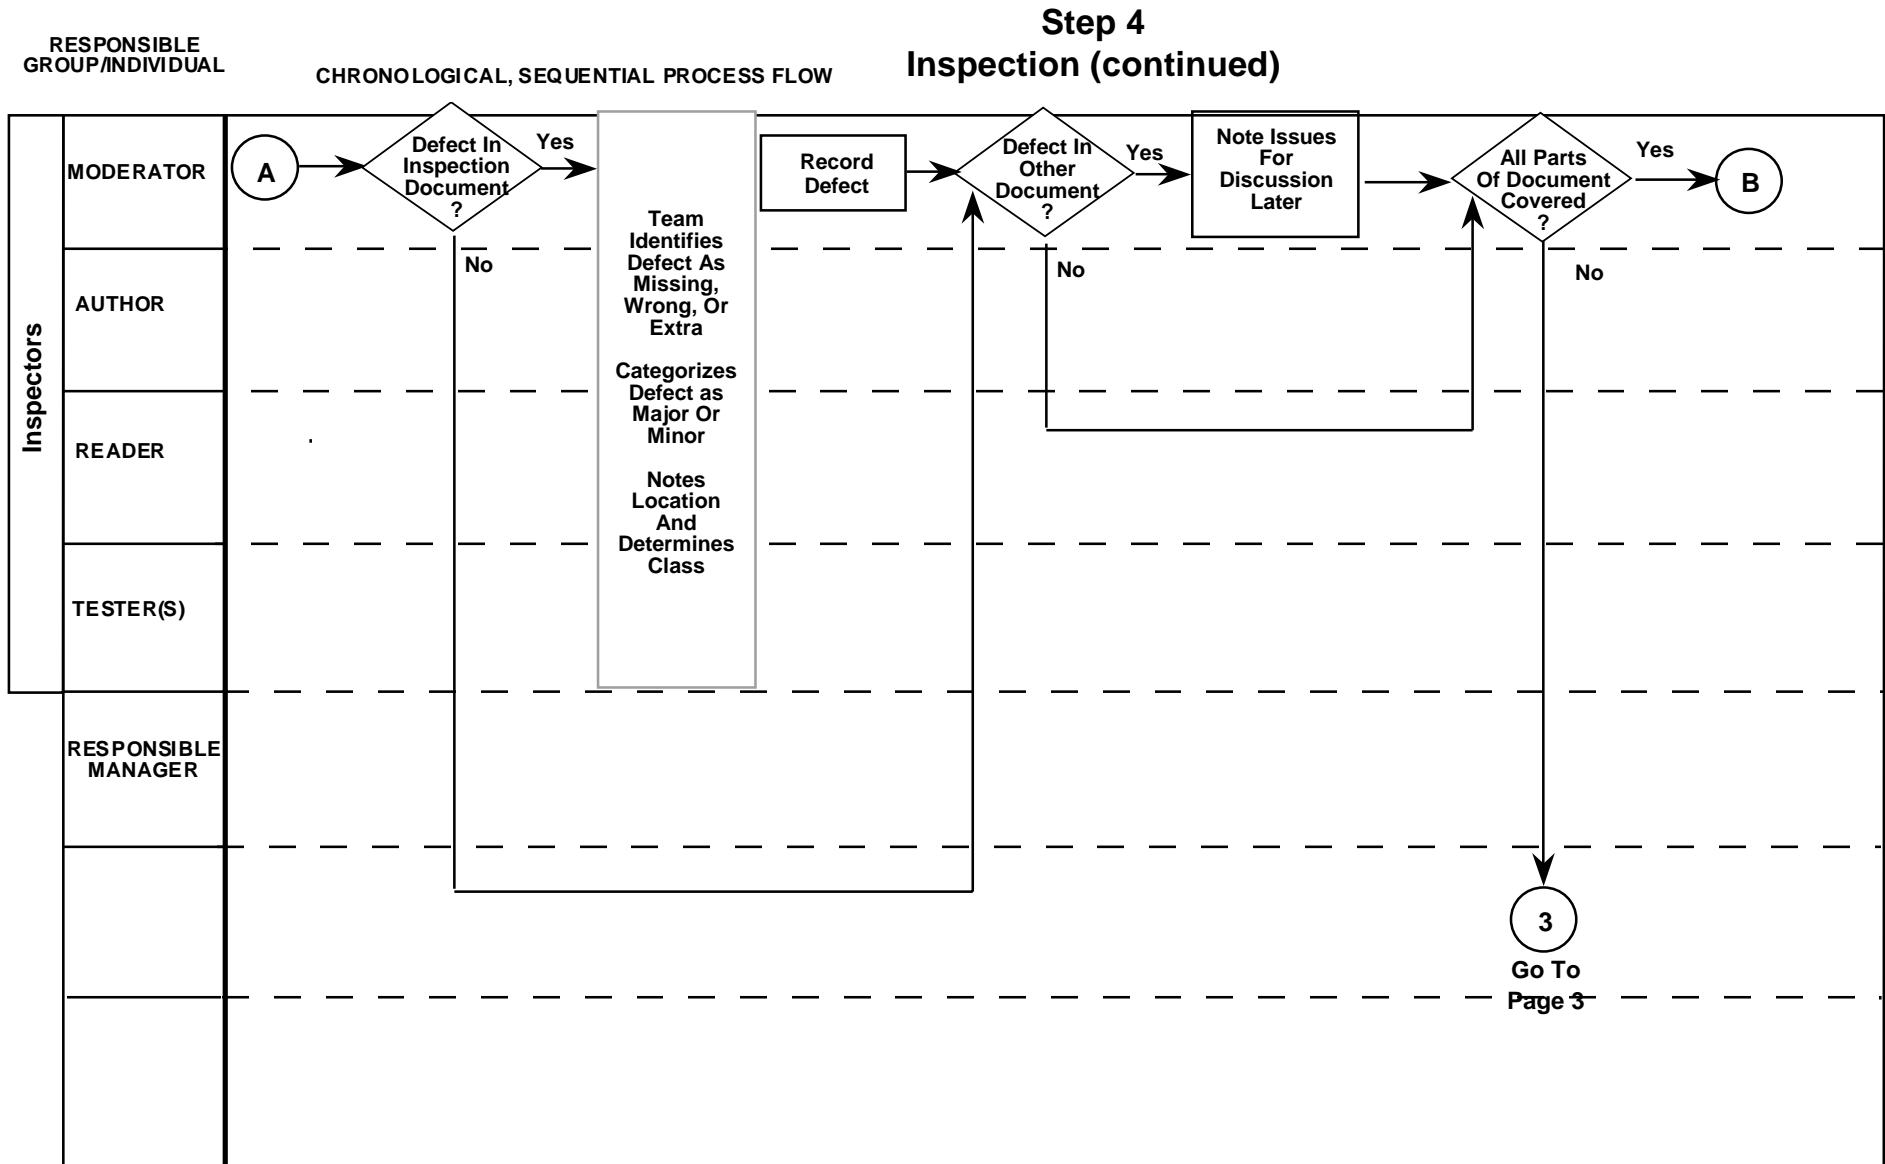 Step 4
Inspection (continued)
RESPONSIBLE
GROUP/INDIVIDUAL
CHRONOLOGICAL, SEQUENTIAL PROCESS FLOW
Inspectors
MODERATOR
AUTHOR
READER
TESTER(S)
RESPONSIBLE
MANAGER
A
Defect In
Inspection
Document
?
Yes
No
Team
Identifies
Defect As
Missing,
Wrong, Or
Extra
Categorizes
Defect as
Major Or
Minor
Notes
Location
And
Determines
Class
Record
Defect
Defect In
Other
Document
?
Yes
No
Note Issues
For
Discussion
Later
All Parts
Of Document
Covered
?
Yes
No
B
3
Go To
Page 3